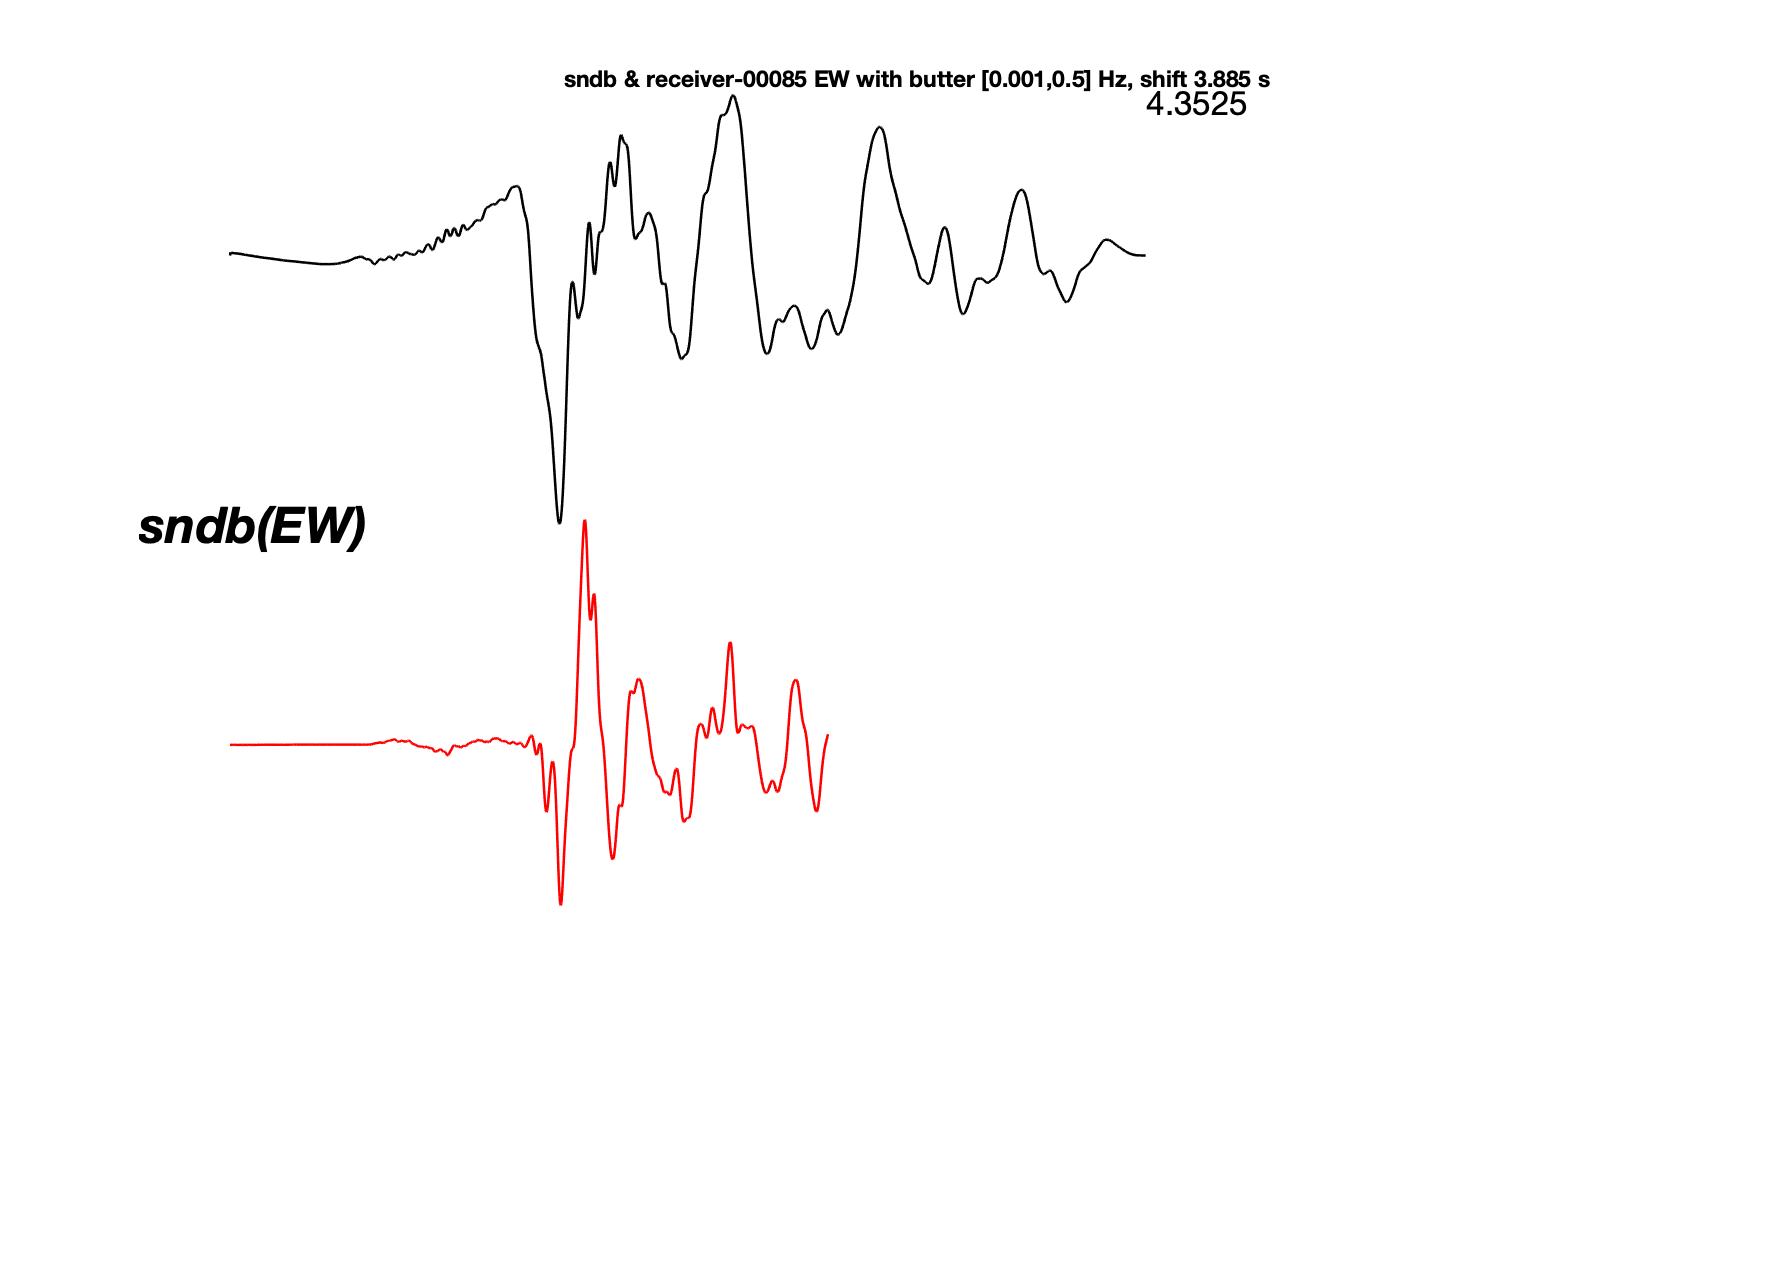 sndb & receiver-00085 EW with butter [0.001,0.5] Hz, shift 3.885 s
4.3525
sndb(EW)